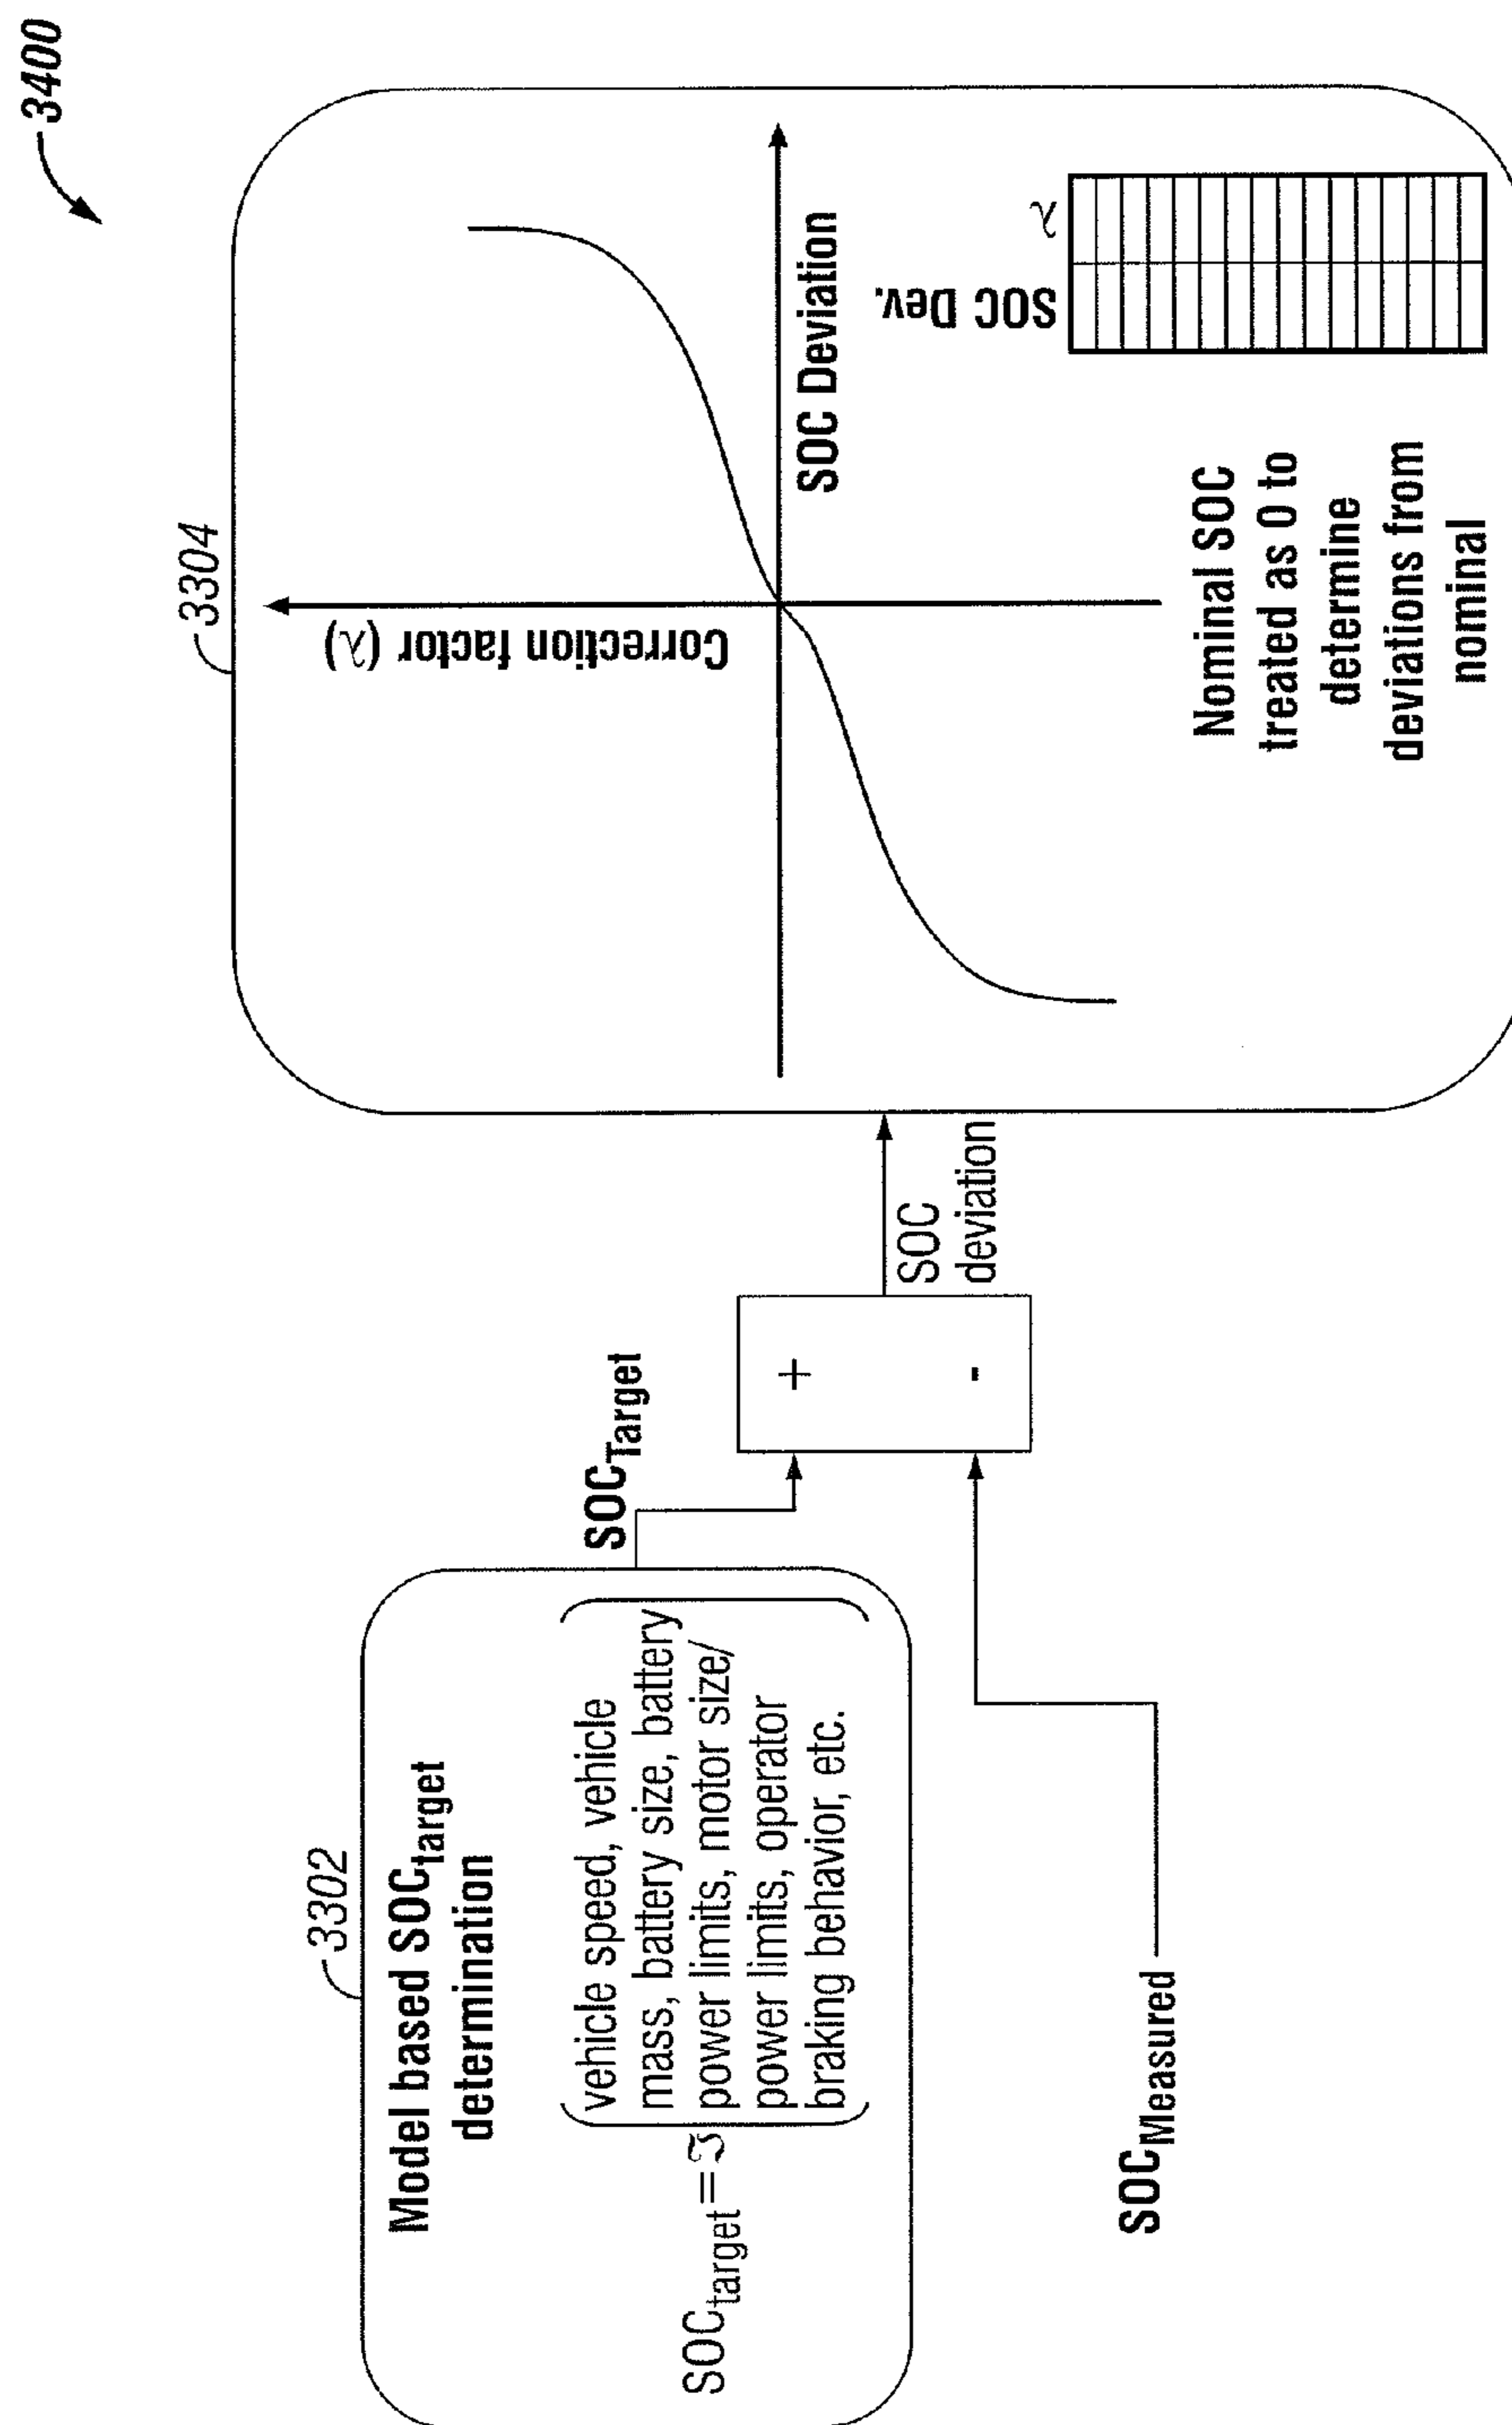 3400
3302
Model based SOCtarget
determination
SOCtarget=ℑ
vehicle speed, vehicle
mass, battery size, battery
power limits, motor size/
power limits, operator
braking behavior, etc.
SOCTarget
SOCMeasured
+
-
SOC
deviation
3304
Correction factor (λ)
SOC Deviation
Nominal SOC
treated as 0 to
determine
deviations from
nominal
SOC Dev. λ